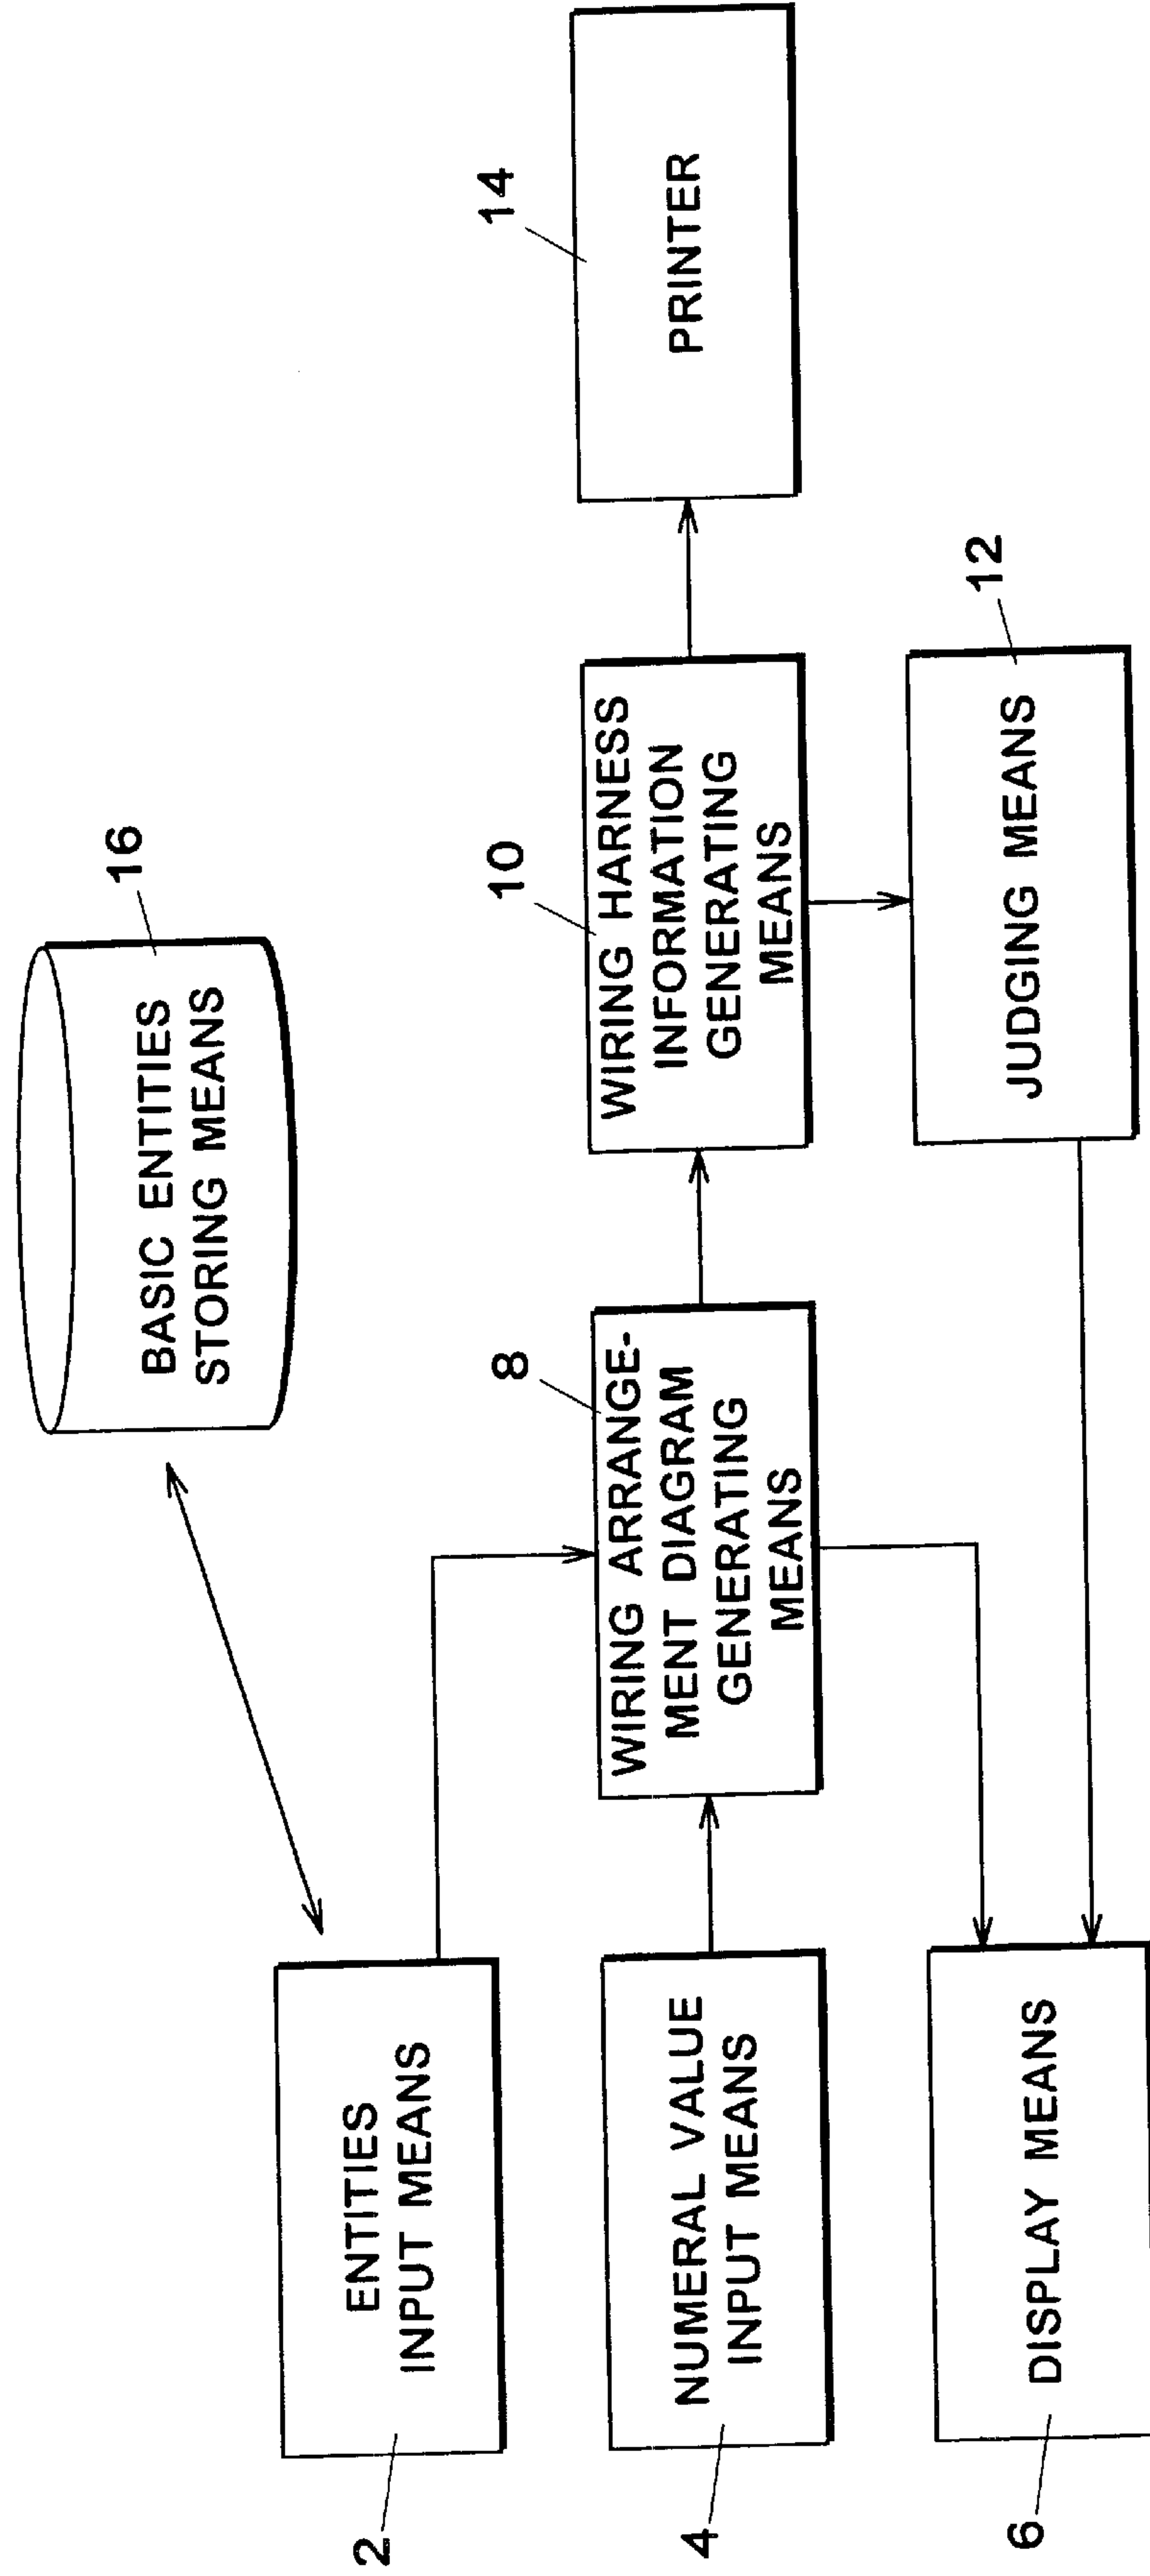 16
BASIC ENTITIES
STORING MEANS
2
ENTITIES
INPUT MEANS
4
NUMERAL VALUE
INPUT MEANS
8
WIRING ARRANGE-
MENT DIAGRAM
GENERATING
MEANS
10
WIRING HARNESS
INFORMATION
GENERATING
MEANS
14
PRINTER
6
DISPLAY MEANS
12
JUDGING MEANS